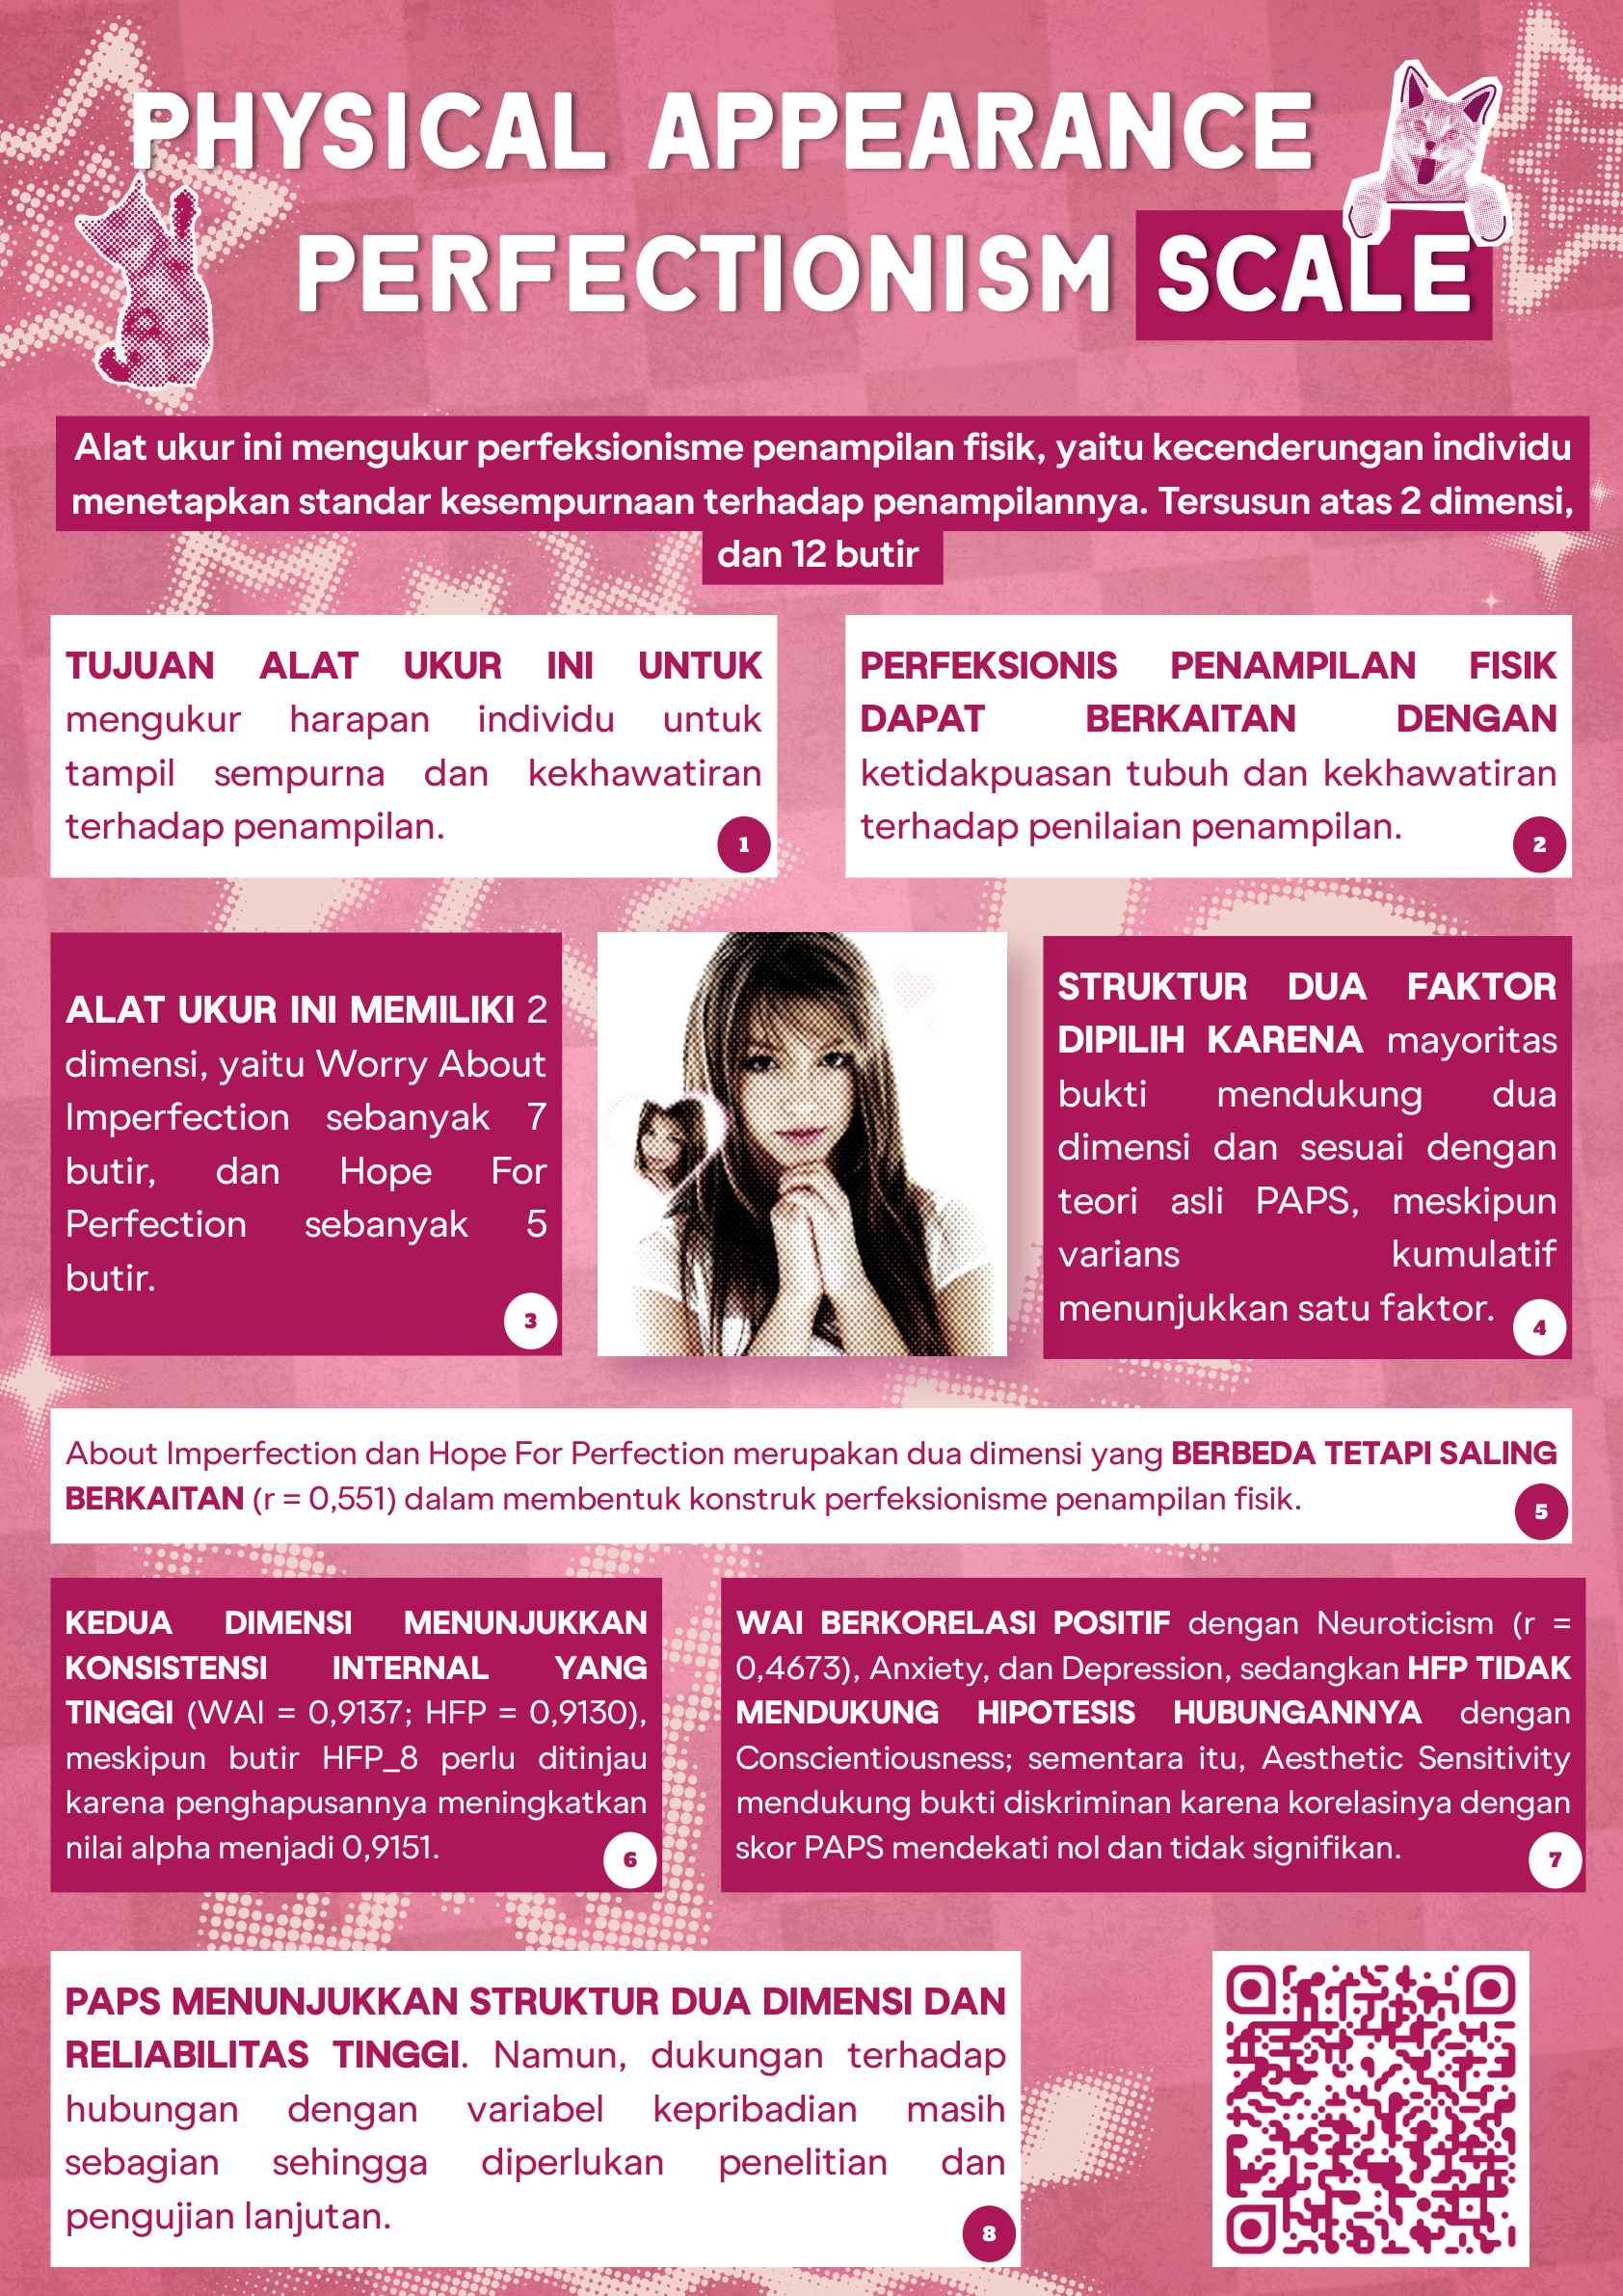 PHYSICAL APPEARANCE
PERFECTIONISM SCALE
Alat ukur ini mengukur perfeksionisme penampilan fisik, yaitu kecenderungan individu
menetapkan standar kesempurnaan terhadap penampilannya. Tersusun atas 2 dimensi,
dan 12 butir
TUJUAN ALAT UKUR INI UNTUK
mengukur harapan individu untuk
tampil sempurna dan kekhawatiran
terhadap penampilan.
1
PERFEKSIONIS PENAMPILAN FISIK
DAPAT BERKAITAN DENGAN
ketidakpuasan tubuh dan kekhawatiran
terhadap penilaian penampilan.
2
ALAT UKUR INI MEMILIKI 2
dimensi, yaitu Worry About
Imperfection sebanyak 7
butir, dan Hope For
Perfection sebanyak 5
butir.
3
STRUKTUR DUA FAKTOR
DIPILIH KARENA mayoritas
bukti mendukung dua
dimensi dan sesuai dengan
teori asli PAPS, meskipun
varians kumulatif
menunjukkan satu faktor.
4
About Imperfection dan Hope For Perfection merupakan dua dimensi yang BERBEDA TETAPI SALING
BERKAITAN (r = 0,551) dalam membentuk konstruk perfeksionisme penampilan fisik.
5
KEDUA DIMENSI MENUNJUKKAN
KONSISTENSI INTERNAL YANG
TINGGI (WAI = 0,9137; HFP = 0,9130),
meskipun butir HFP_8 perlu ditinjau
karena penghapusannya meningkatkan
nilai alpha menjadi 0,9151.
6
WAI BERKORELASI POSITIF dengan Neuroticism (r =
0,4673), Anxiety, dan Depression, sedangkan HFP TIDAK
MENDUKUNG HIPOTESIS HUBUNGANNYA dengan
Conscientiousness; sementara itu, Aesthetic Sensitivity
mendukung bukti diskriminan karena korelasinya dengan
skor PAPS mendekati nol dan tidak signifikan.
7
PAPS MENUNJUKKAN STRUKTUR DUA DIMENSI DAN
RELIABILITAS TINGGI. Namun, dukungan terhadap
hubungan dengan variabel kepribadian masih
sebagian sehingga diperlukan penelitian dan
pengujian lanjutan.
8